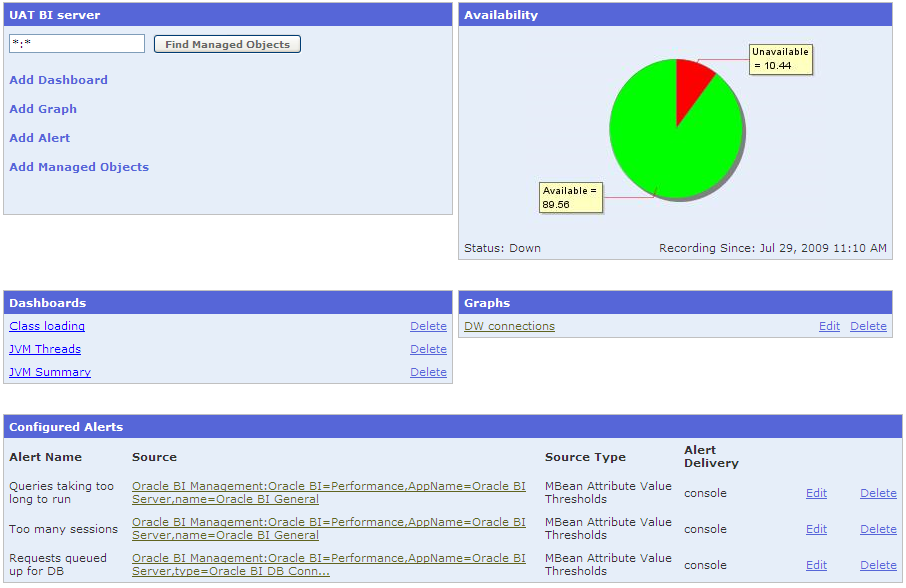 UAT BI server
*:*
Find Managed Objects
Add Dashboard
Add Graph
Add Alert
Add Managed Objects
Availability
Unavailable
= 10.44
Available =
89.56
Status: Down
Recording Since: Jul 29, 2009 11:10 AM
Dashboards
Class loading Delete
JVM Threads Delete
JVM Summary Delete
Graphs
DW connections Edit Delete
Configured Alerts
Alert Name Source Source Type Alert
Delivery
Queries taking too
long to run
Oracle BI Management:Oracle BI=Performance,AppName=Oracle BI
Server,name=Oracle BI General
MBean Attribute Value
Thresholds
console Edit Delete
Too many sessions
Oracle BI Management:Oracle BI=Performance,AppName=Oracle BI
Server,name=Oracle BI General
MBean Attribute Value
Thresholds
console Edit Delete
Requests queued
up for DB
Oracle BI Management:Oracle BI=Performance,AppName=Oracle BI
Server,type=Oracle BI DB Conn...
MBean Attribute Value
Thresholds
console Edit Delete